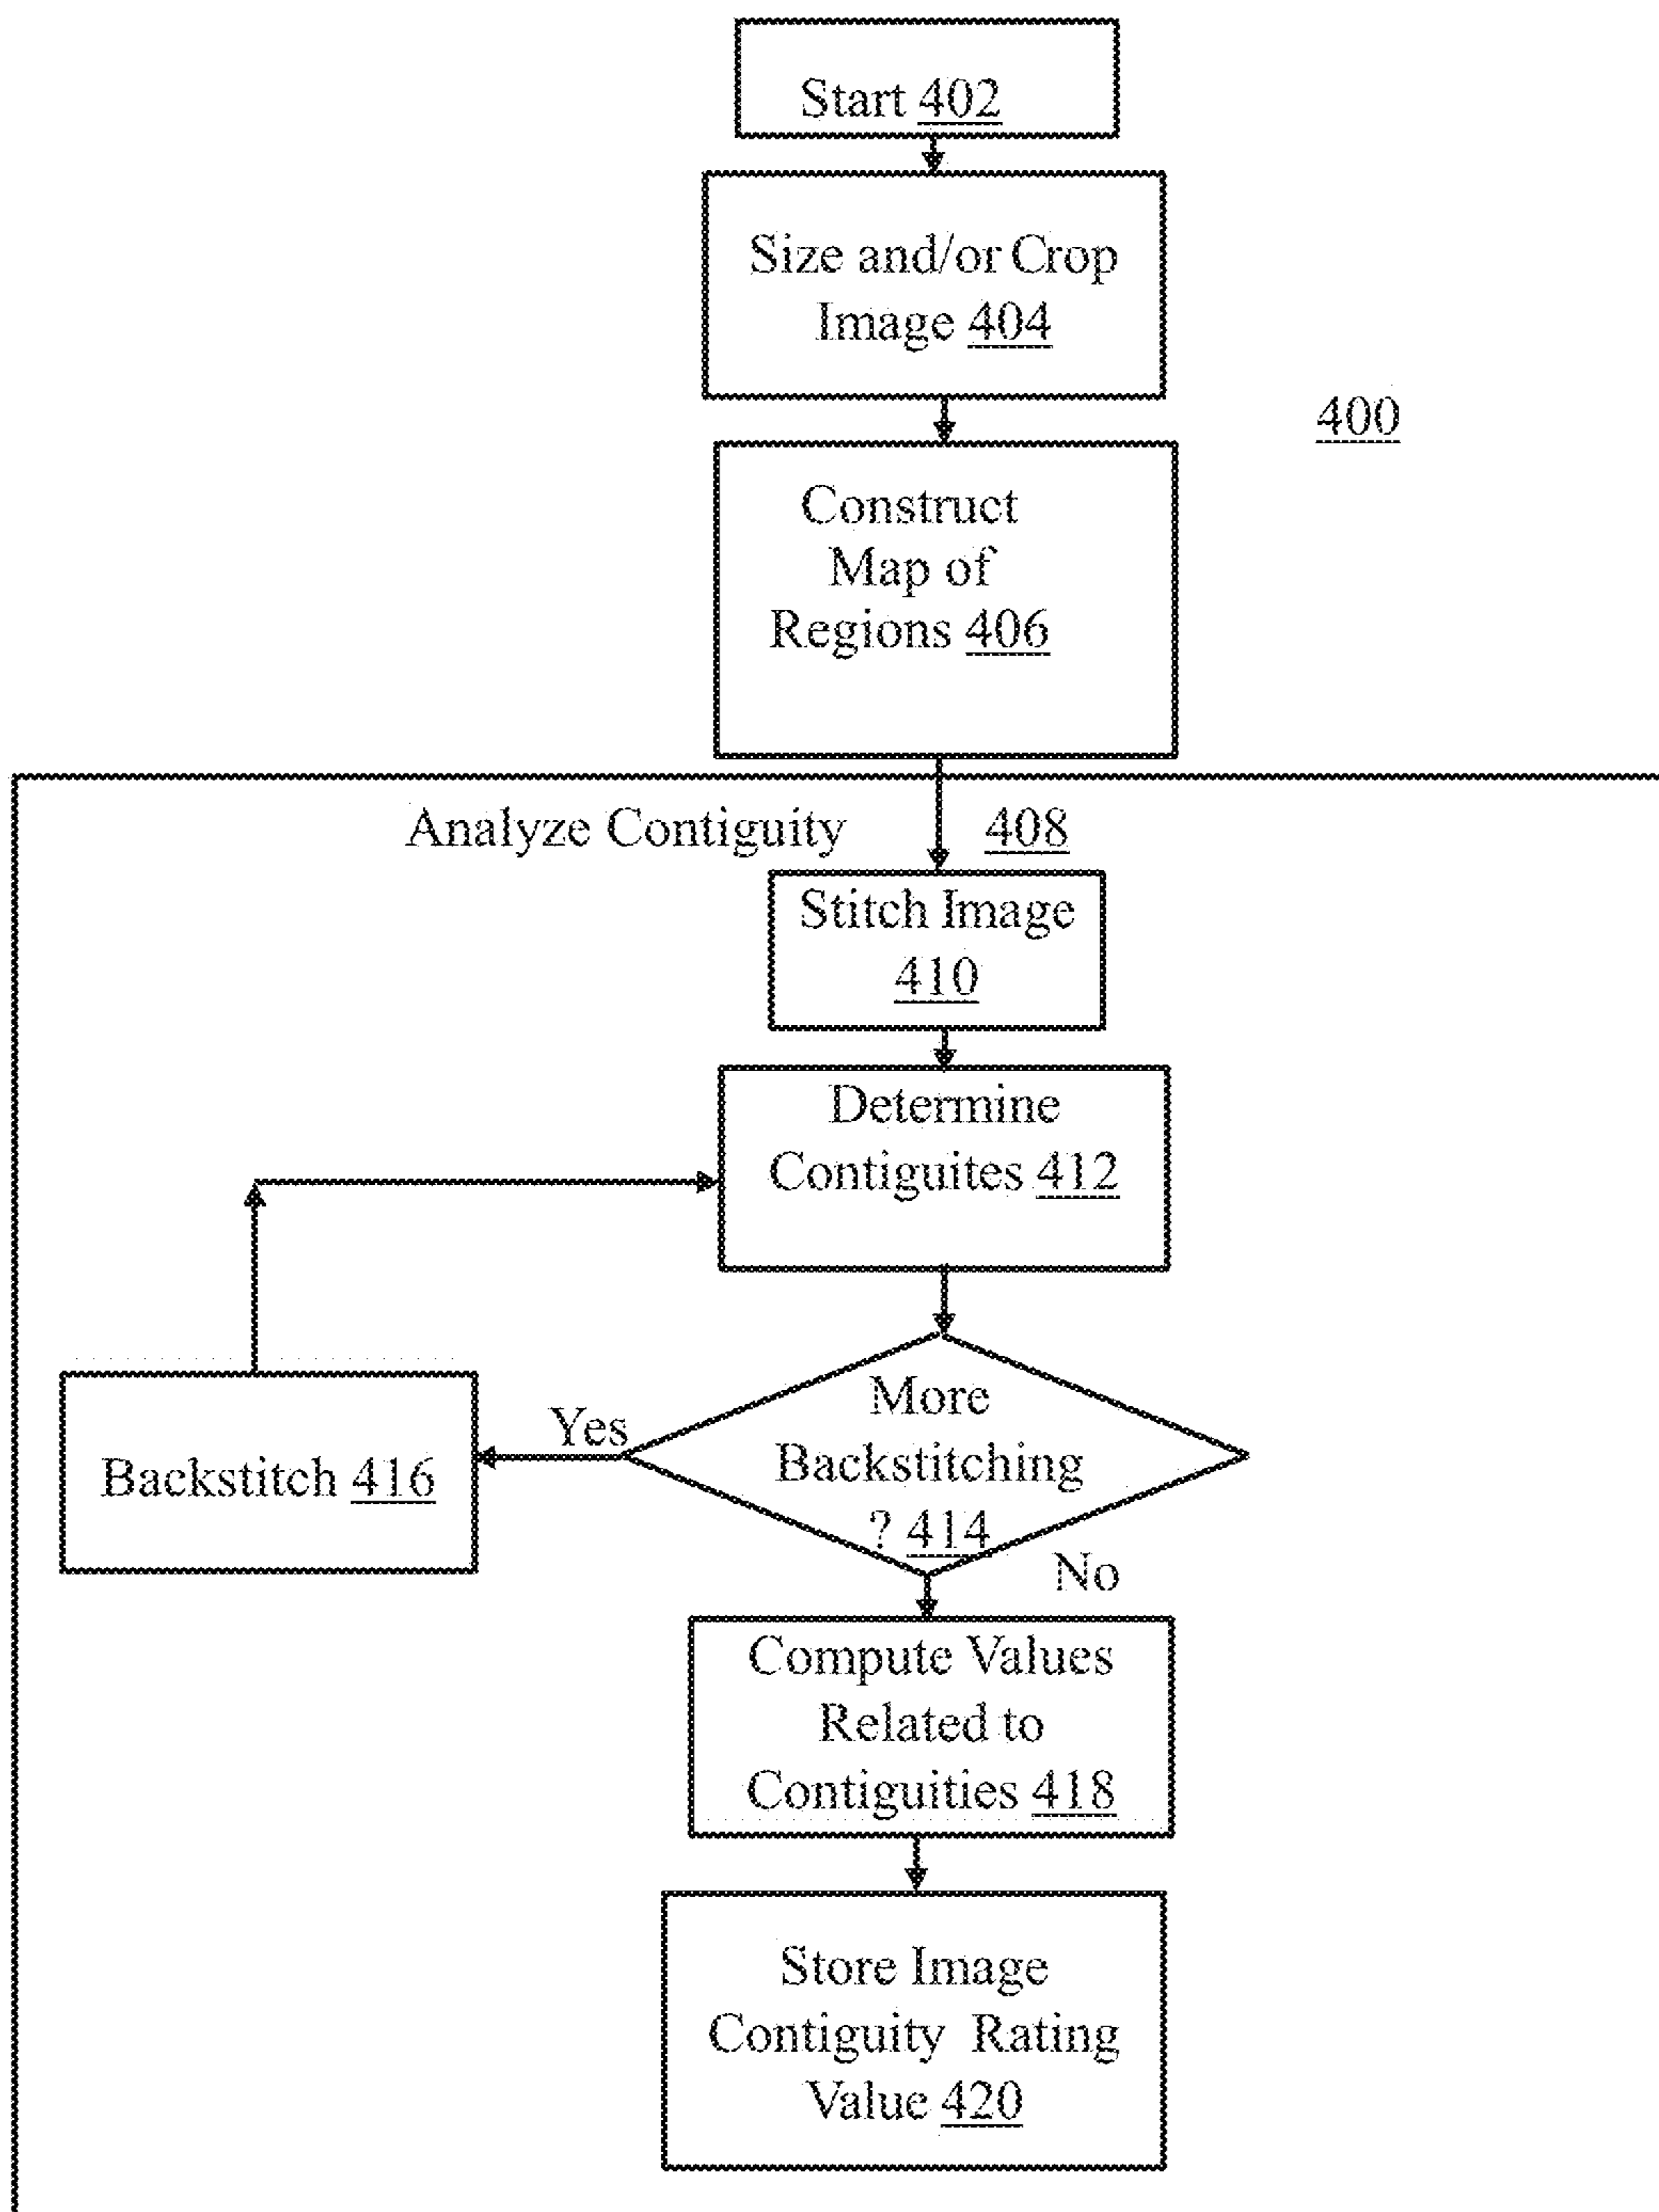 Start 402
Size and/or Crop
Image 404
400
Construct
Map of
Regions 406
Analyze Contiguity 408
Stitch Image
410
Determine
Contiguites 412
More
Backstitching
? 414
Yes
Backstitch 416
No
Compute Values
Related to
Contiguities 418
Store Image
Contiguity Rating
Value 420